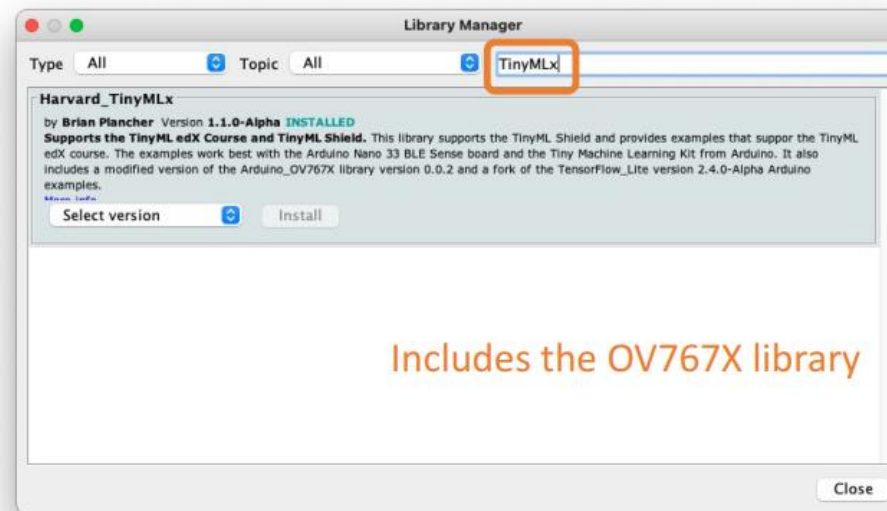 Library Manager
Type All Topic All TinyMLx
Harvard_TinyMLx
by Brian Plancher Version 1.1.0-Alpha INSTALLED
Supports the TinyML edX Course and TinyML Shield. This library supports the TinyML Shield and provides examples that suppor the TinyML
edX course. The examples work best with the Arduino Nano 33 BLE Sense board and the Tiny Machine Learning Kit from Arduino. It also
includes a modified version of the Arduino_OV767X library version 0.0.2 and a fork of the TensorFlow_Lite version 2.4.0-Alpha Arduino
examples.
More info
Select version Install
Includes the OV767X library
Close